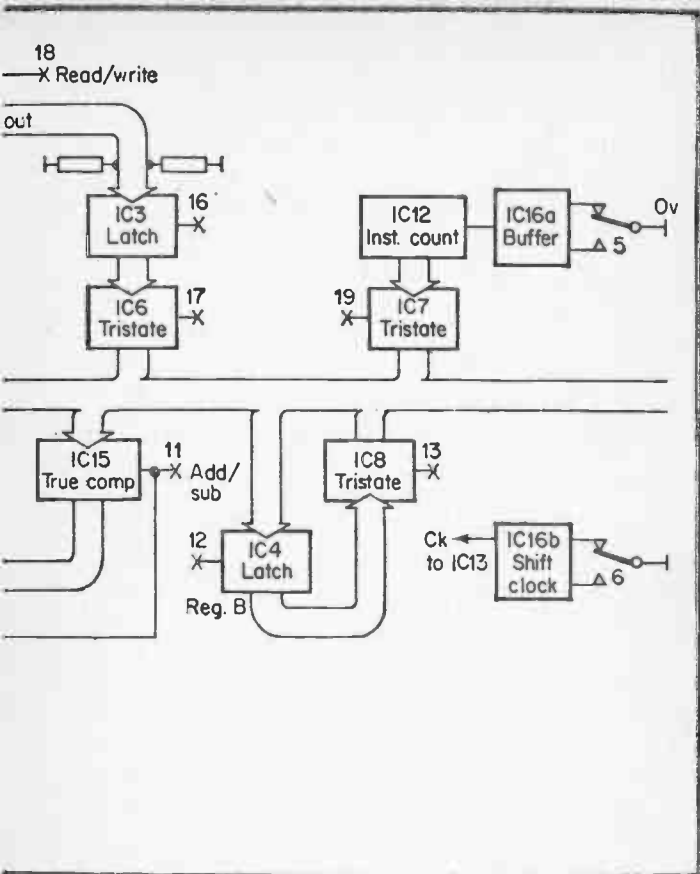 18
Read/write
out
IC3
Latch
16
IC12
Inst. count
IC16a
Buffer
Ov
5
IC6
Tristate
17
19
IC7
Tristate
IC15
True comp
11
Add/
sub
IC8
Tristate
13
12
IC4
Latch
Reg. B
Ck
to IC13
IC16b
Shift
clock
6